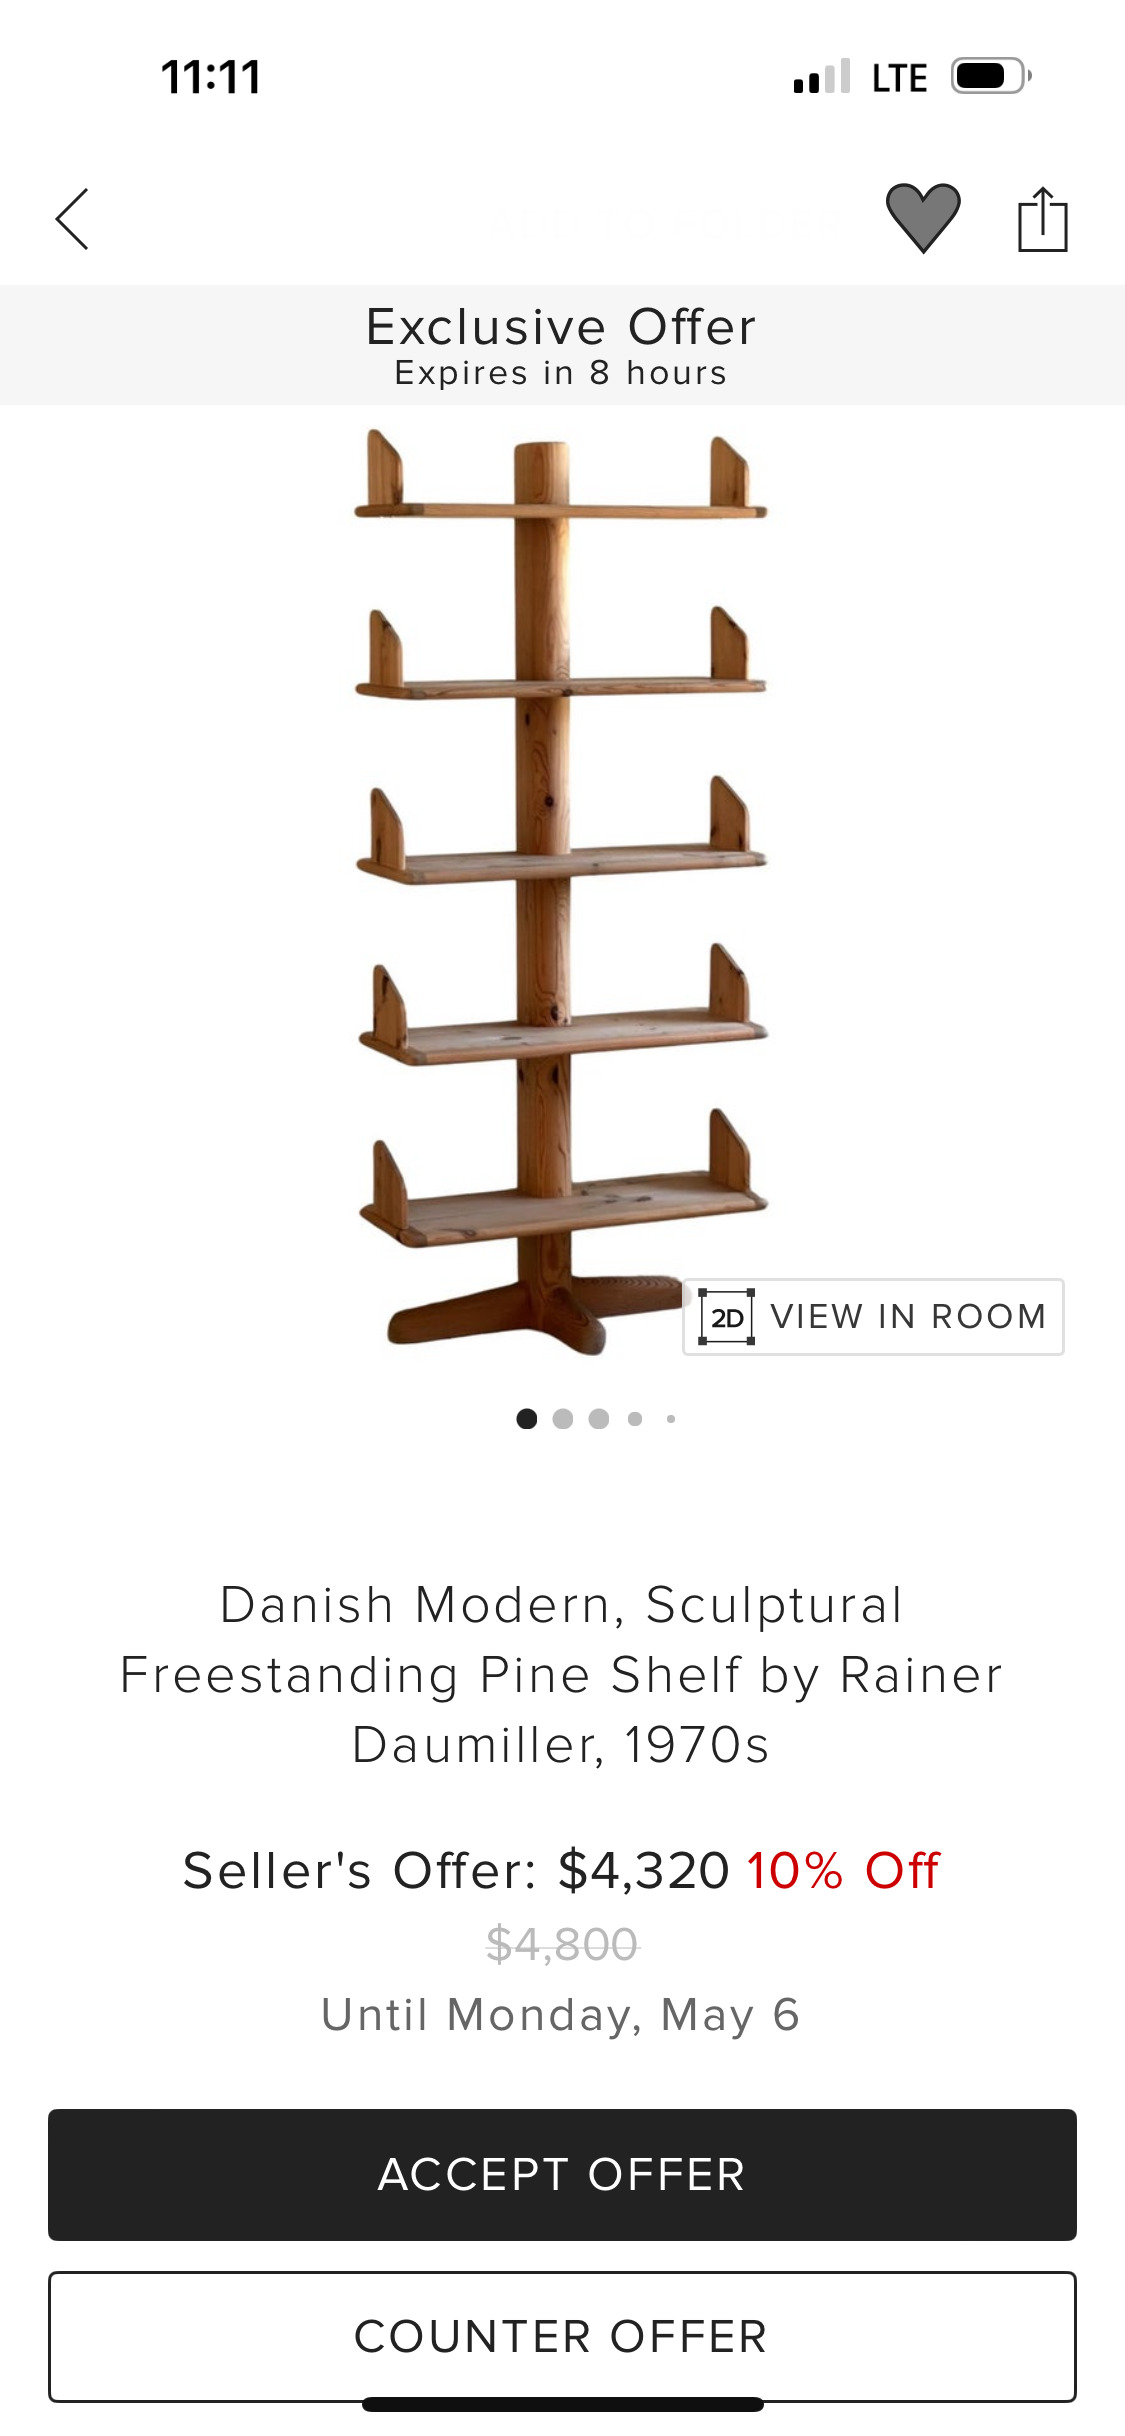 11:11
LTE
Exclusive Offer
Expires in 8 hours
2D VIEW IN ROOM
Danish Modern, Sculptural
Freestanding Pine Shelf by Rainer
Daumiller, 1970s
Seller's Offer: $4,320 10% Off
$4,800
Until Monday, May 6
ACCEPT OFFER
COUNTER OFFER